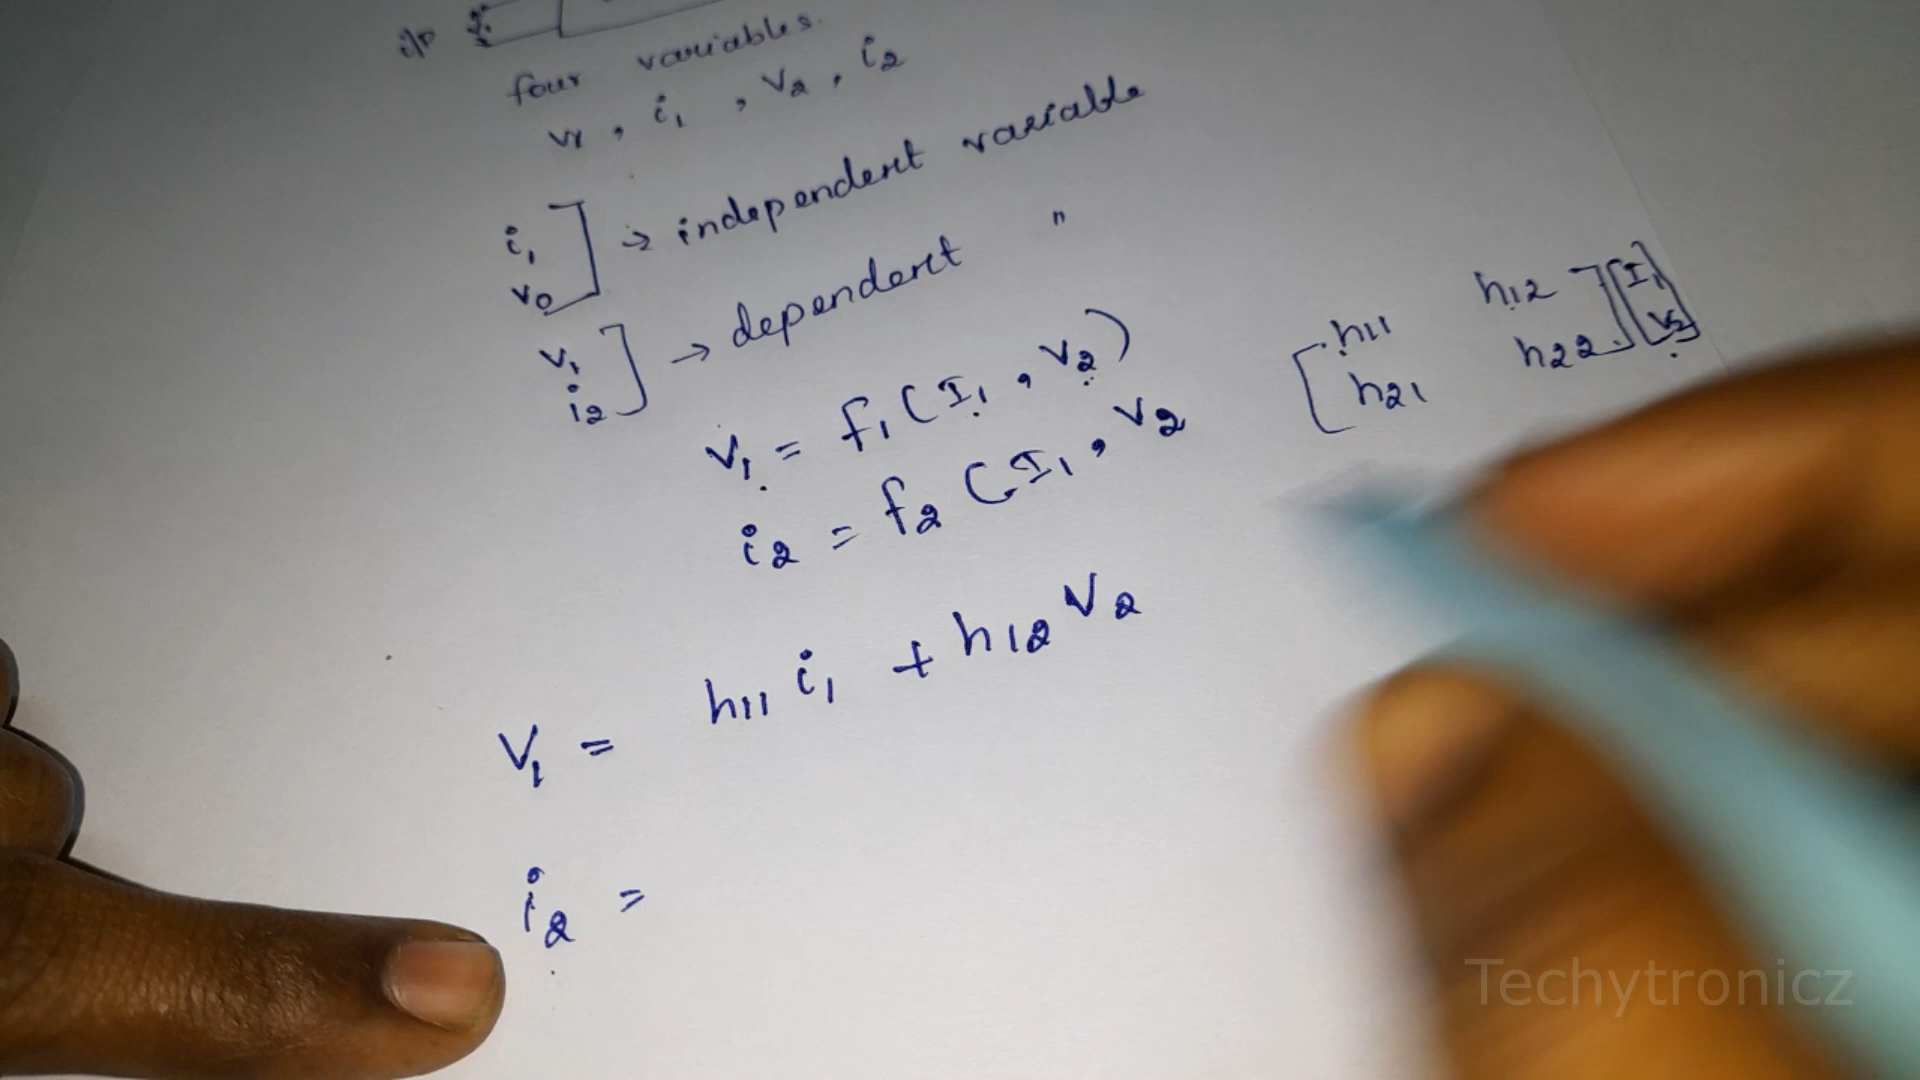 i/p
four variables.
v1, i1, v2, i2
i1
v0 ] → independent variable
v1
i2 ] → dependent "
v1 = f1 (I1, v2)
i2 = f2 (I1, v2
[h11 h12
h21 h22] [I1
V2]
V1 = h11 i1 + h12 V2
i2 =
Techytronicz